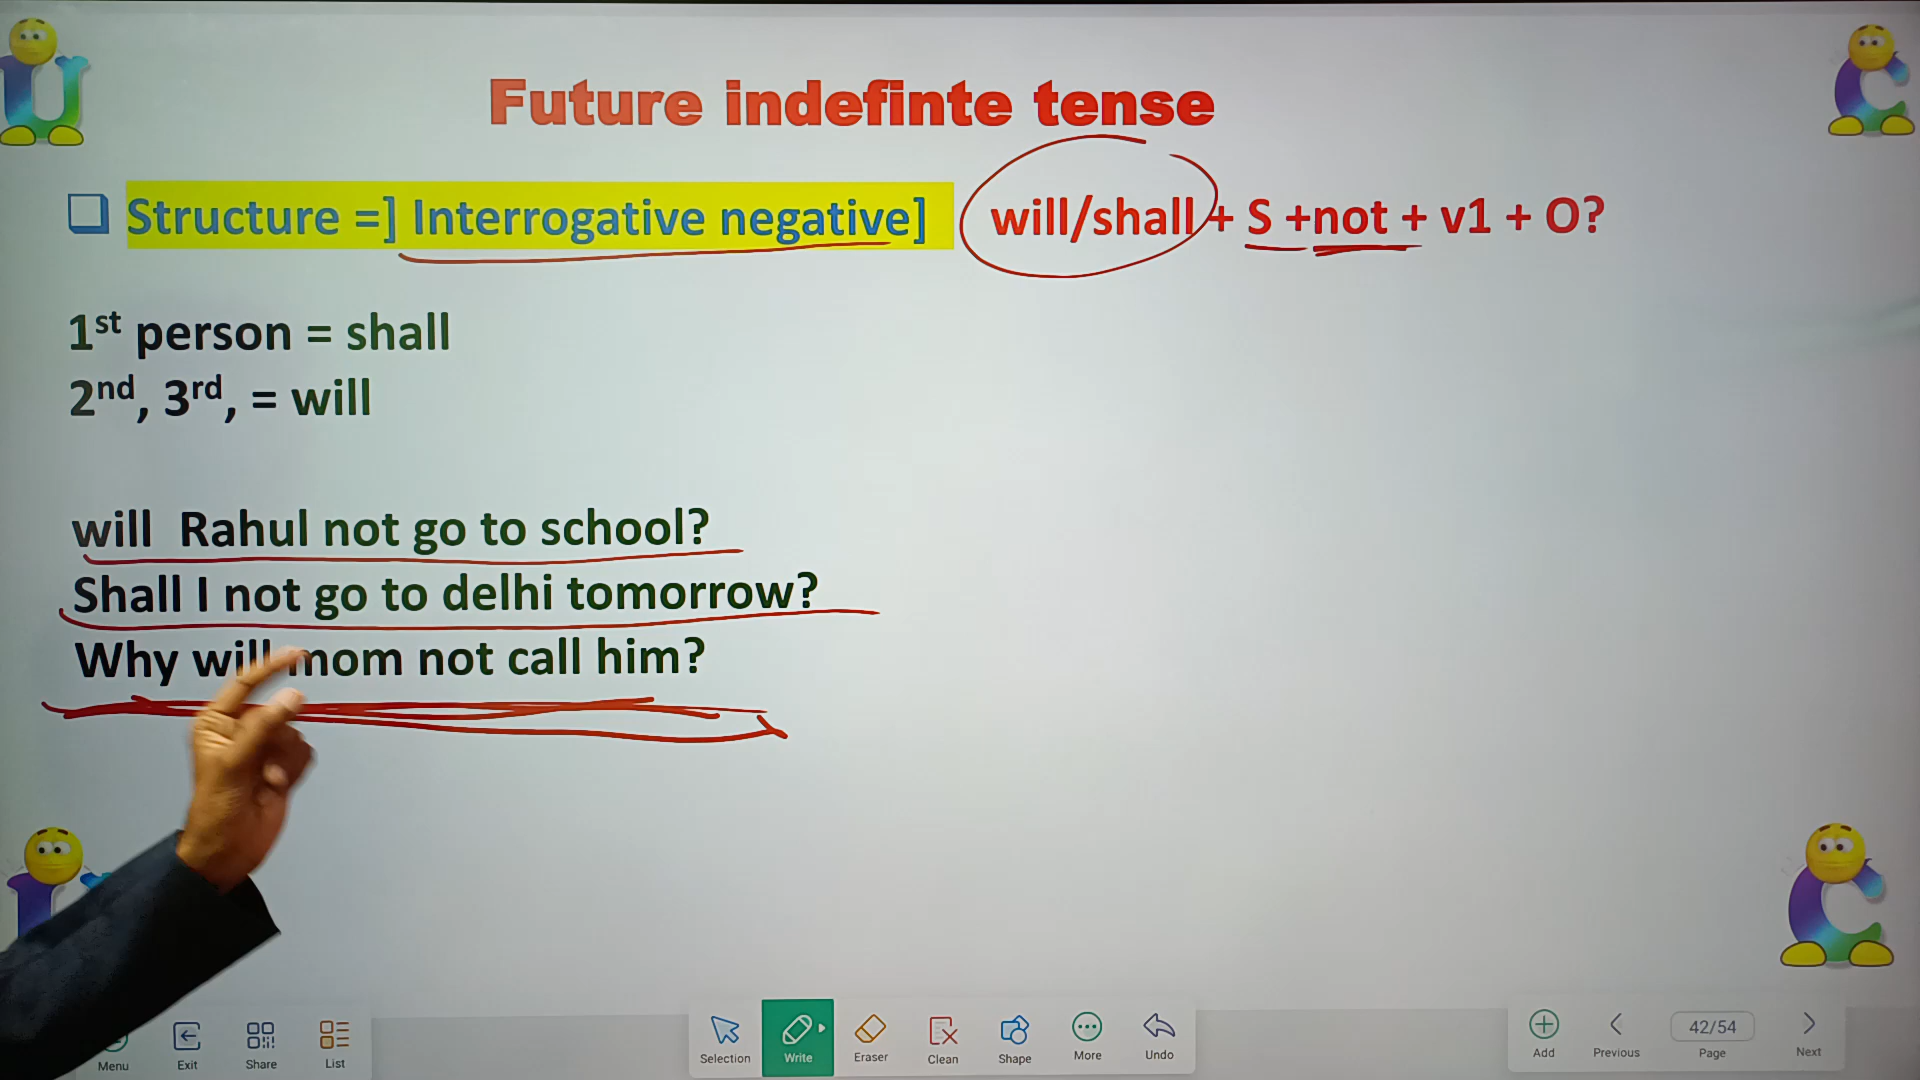 Future indefinte tense
Structure =] Interrogative negative] will/shall + S +not + v1 + O?
1st person = shall
2nd, 3rd, = will
will Rahul not go to school?
Shall I not go to delhi tomorrow?
Why will mom not call him?
Menu Exit Share List Selection Write Eraser Clean Shape More Undo Add Previous 42/54 Page Next